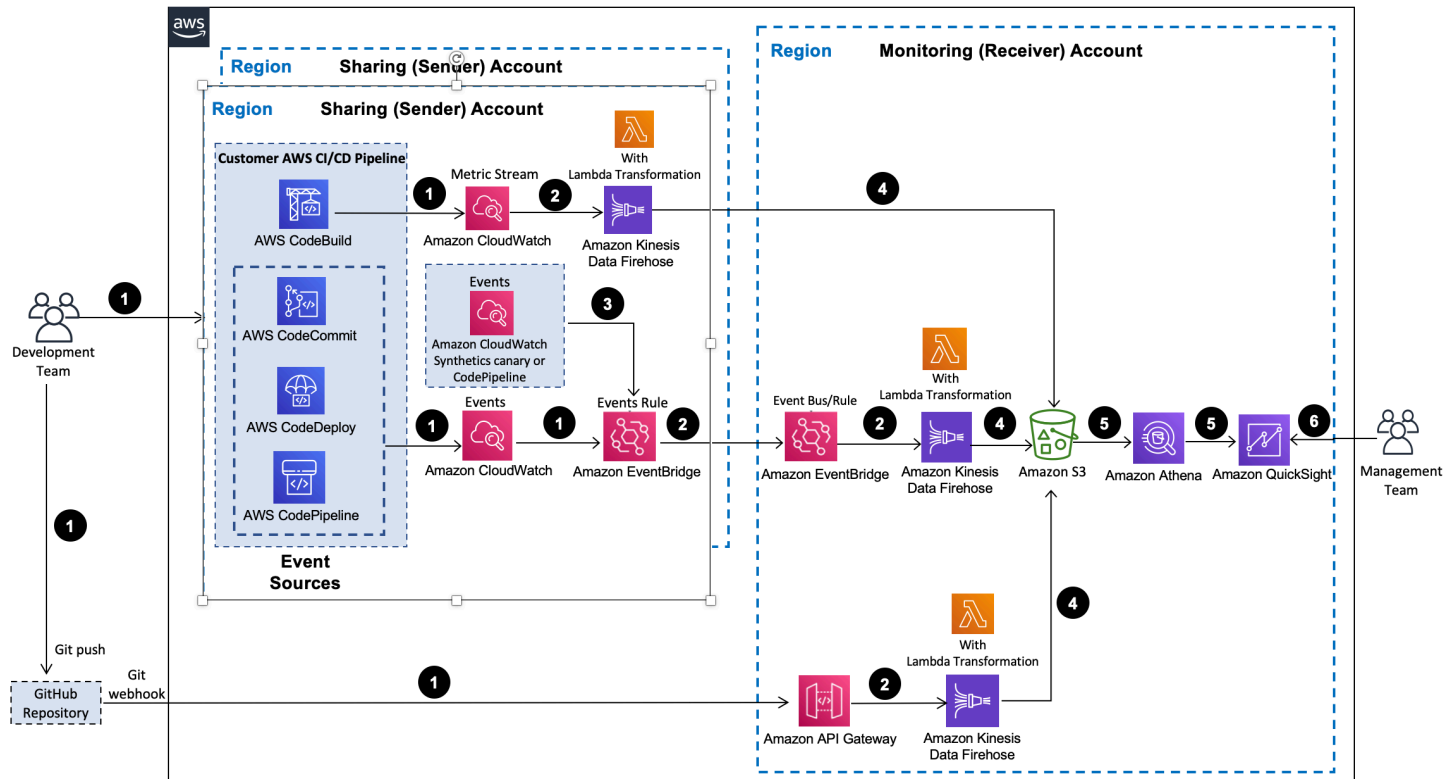 aws
Region Sharing (Sender) Account
Region Sharing (Sender) Account
Customer AWS CI/CD Pipeline
AWS CodeBuild
AWS CodeCommit
AWS CodeDeploy
AWS CodePipeline
Event
Sources
1
Metric Stream
Amazon CloudWatch
2
With
Lambda Transformation
Amazon Kinesis
Data Firehose
4
Events
Amazon CloudWatch
Synthetics canary or
CodePipeline
3
1
Events
Amazon CloudWatch
1
Events Rule
Amazon EventBridge
2
Development
Team
1
1
Git push
GitHub
Repository
Git
webhook
1
Region Monitoring (Receiver) Account
Event Bus/Rule
Amazon EventBridge
2
With
Lambda Transformation
Amazon Kinesis
Data Firehose
4
Amazon S3
5
Amazon Athena
5
Amazon QuickSight
6
Management
Team
Amazon API Gateway
2
With
Lambda Transformation
Amazon Kinesis
Data Firehose
4